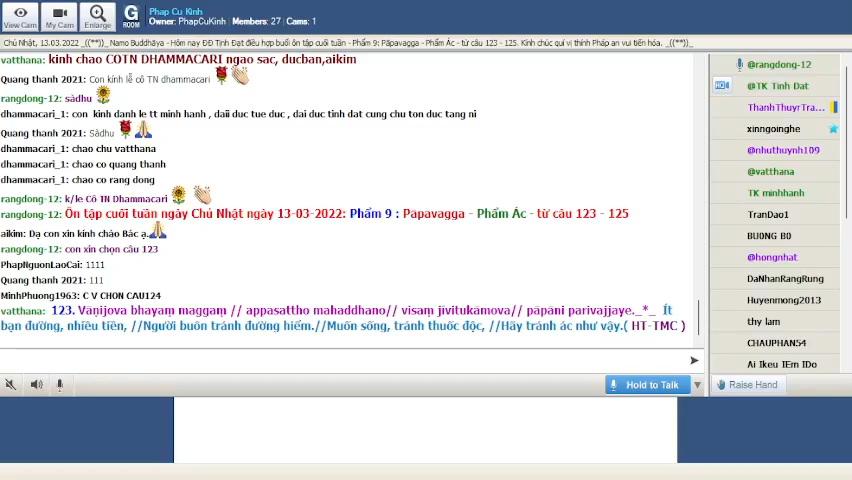 View Cam
My Cam
Enlarge
G
ROOM
Phap Cu Kinh
Owner: PhapCuKinh | Members: 27 | Cams: 1
Chủ Nhật, 13.03.2022 _((**)_ Namo Buddhāya - Hôm nay ĐĐ Tịnh Đạt điều hợp buổi ôn tập cuối tuần - Phẩm 9: Pāpavagga - Phẩm Ác - từ câu 123 - 125. Kính chúc quí vị thính Pháp an vui tiến hóa. _((**)_
vatthana: kinh chao COTN DHAMMACARI ngao sac, ducban,aikim
Quang thanh 2021: Con kính lễ cô TN dhammacari
rangdong-12: sàdhu
dhammacari_1: con kinh danh le tt minh hanh , daii duc tue duc , dai duc tinh dat cung chu ton duc tang ni
Quang thanh 2021: Sàdhu
dhammacari_1: chao chu vatthana
dhammacari_1: chao co quang thanh
dhammacari_1: chao co rang dong
rangdong-12: k/le Cô TN Dhammacari
rangdong-12: Ôn tập cuối tuần ngày Chủ Nhật ngày 13-03-2022: Phẩm 9 : Pāpavagga - Phẩm Ác - từ câu 123 - 125
aikim: Dạ con xin kính chào Bác ạ.
rangdong-12: con xin chọn câu 123
PhapNguonLaoCai: 1111
Quang thanh 2021: 111
MinhPhuong1963: C V CHON CAU124
vatthana: 123. Vāṇijova bhayaṃ maggaṃ // appasattho mahaddhano// visaṃ jīvitukāmova// pāpāni parivajjaye._*_ Ít
bạn đường, nhiều tiền, //Người buôn tránh đường hiểm.//Muốn sống, tránh thuốc độc, //Hãy tránh ác như vậy.( HT-TMC )
Hold to Talk
Raise Hand
@rangdong-12
HD
@TK Tinh Dat
ThanhThuyrTra...
xinngoinghe
@nhuthuynh109
@vatthana
TK minhhanh
TranDao1
BU0NG B0
@hongnhat
DaNhanRangRung
Huyenmong2013
thy lam
CHAUPHAN54
Ai Ikeu IEm IDo